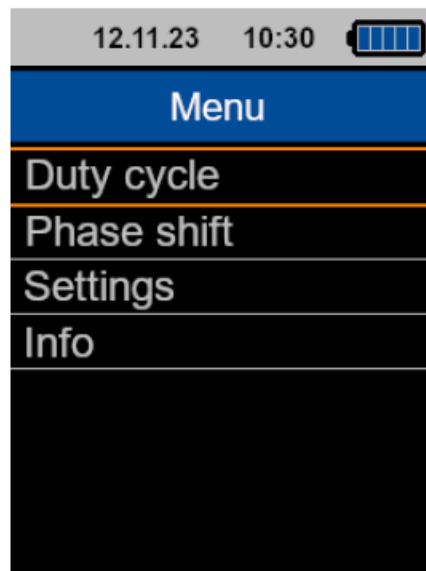 12.11.23 10:30
Menu
Duty cycle
Phase shift
Settings
Info